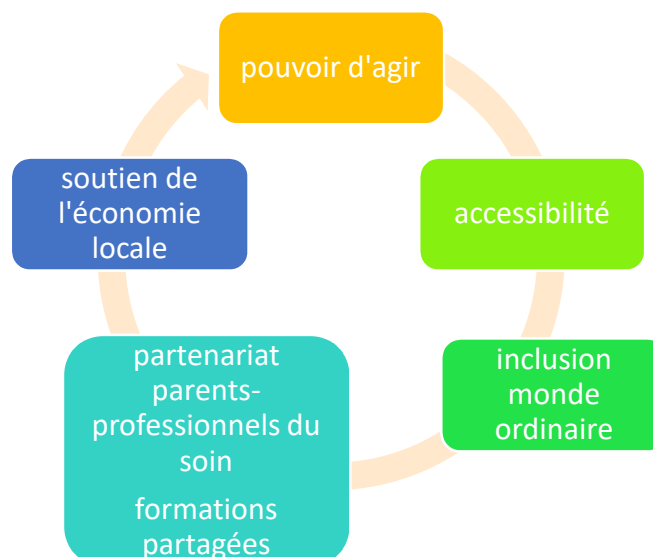 pouvoir d'agir
accessibilité
inclusion
monde
ordinaire
partenariat
parents-
professionnels du
soin
formations
partagées
soutien de
l'économie
locale